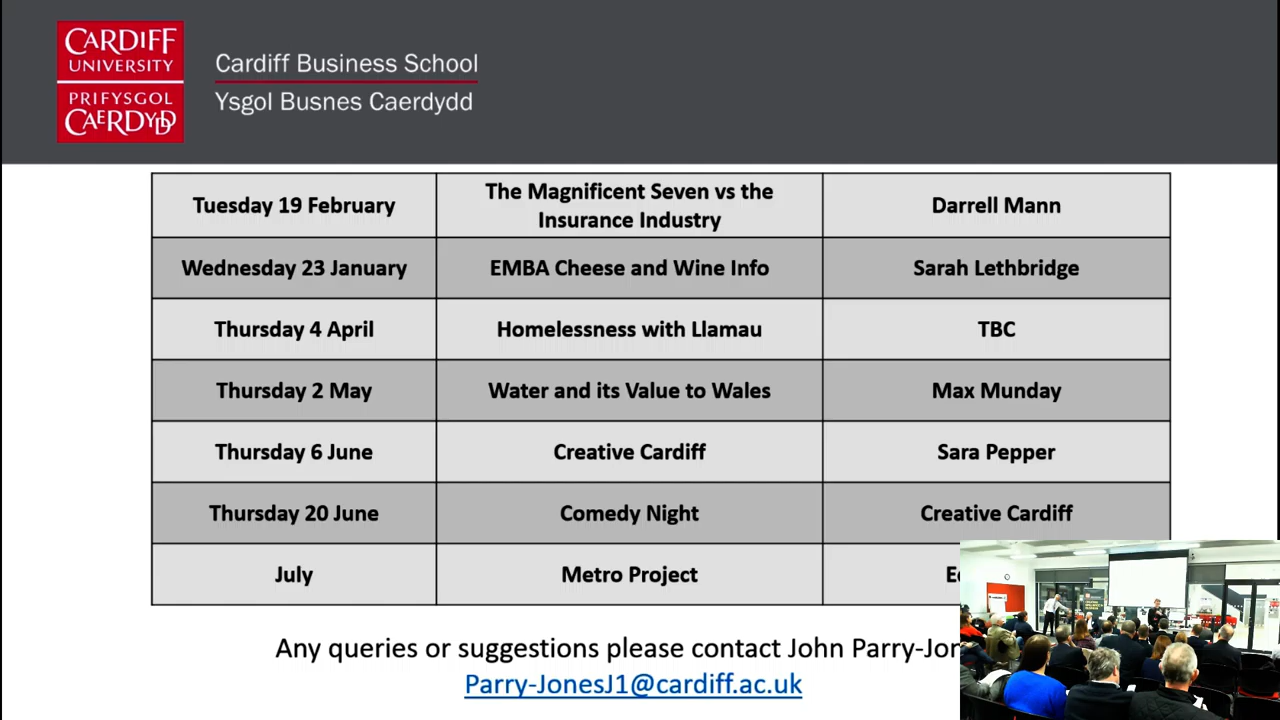 CARDIFF
UNIVERSITY
PRIFYSGOL
CAERDYDD
Cardiff Business School
Ysgol Busnes Caerdydd
Tuesday 19 February
The Magnificent Seven vs the
Insurance Industry
Darrell Mann
Wednesday 23 January
EMBA Cheese and Wine Info
Sarah Lethbridge
Thursday 4 April
Homelessness with Llamau
TBC
Thursday 2 May
Water and its Value to Wales
Max Munday
Thursday 6 June
Creative Cardiff
Sara Pepper
Thursday 20 June
Comedy Night
Creative Cardiff
July
Metro Project
Any queries or suggestions please contact John
Parry-JonesJ1@cardiff.ac.uk